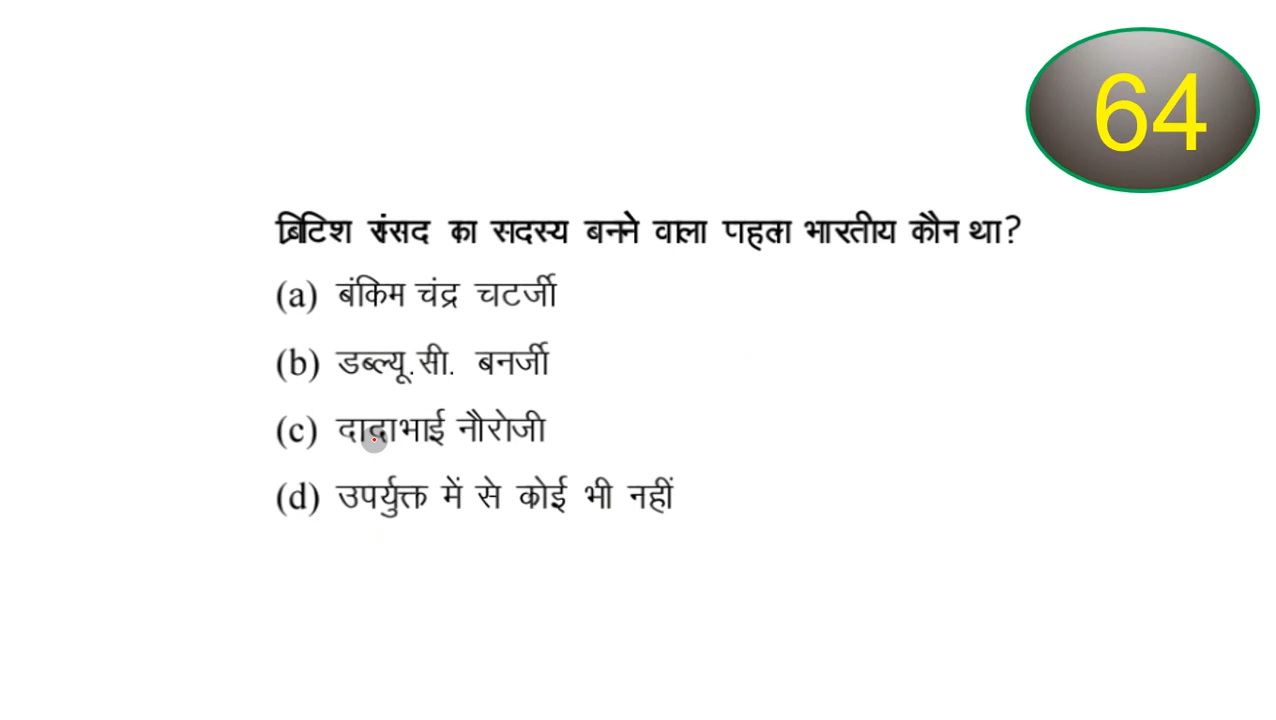 64
ब्रिटिश संसद का सदस्य बनने वाला पहला भारतीय कौन था?
(a) बंकिम चंद्र चटर्जी
(b) डब्ल्यू.सी. बनर्जी
(c) दादाभाई नौरोजी
(d) उपर्युक्त में से कोई भी नहीं